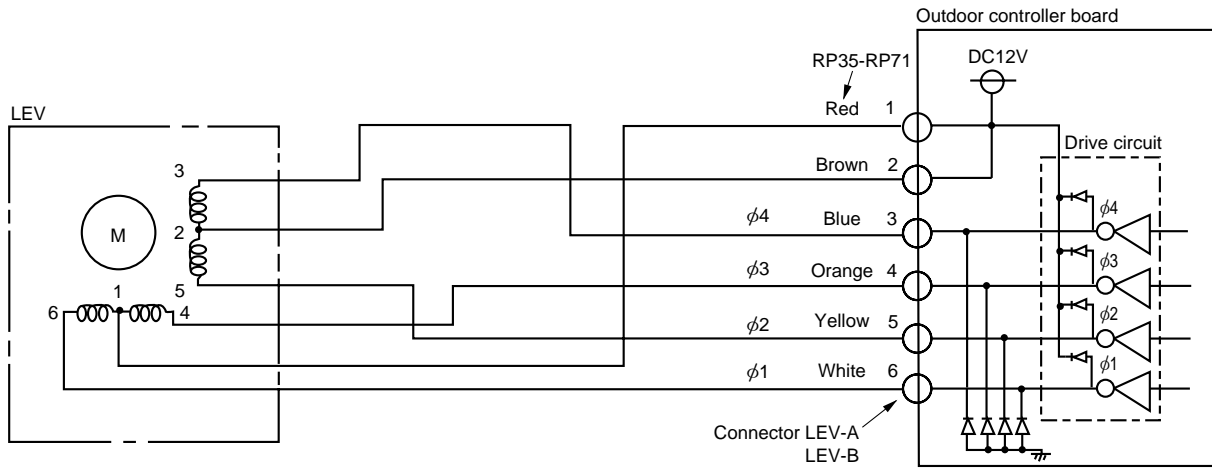 Outdoor controller board
DC12V
RP35-RP71
LEV
Red 1
Drive circuit
3
Brown 2
ϕ4 Blue 3
ϕ4
M
2
ϕ3 Orange 4
ϕ3
5
1
6 4
ϕ2 Yellow 5
ϕ2
ϕ1 White 6
ϕ1
Connector LEV-A
LEV-B